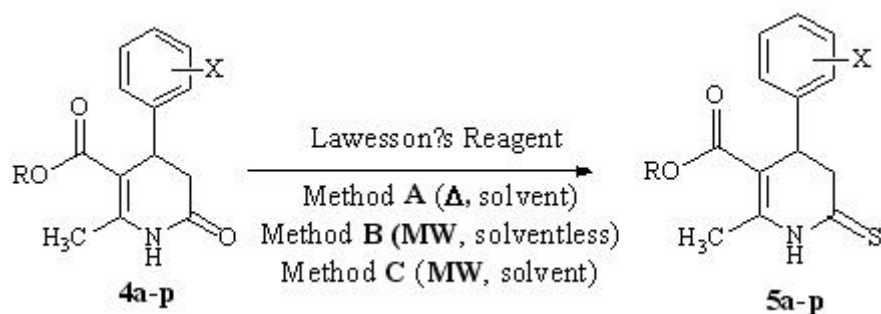 X
X
O
O
Lawesson?s Reagent
RO
RO
Method A (Δ, solvent)
H₃C
N
H
O
Method B (MW, solventless)
H₃C
N
H
S
Method C (MW, solvent)
4a-p
5a-p